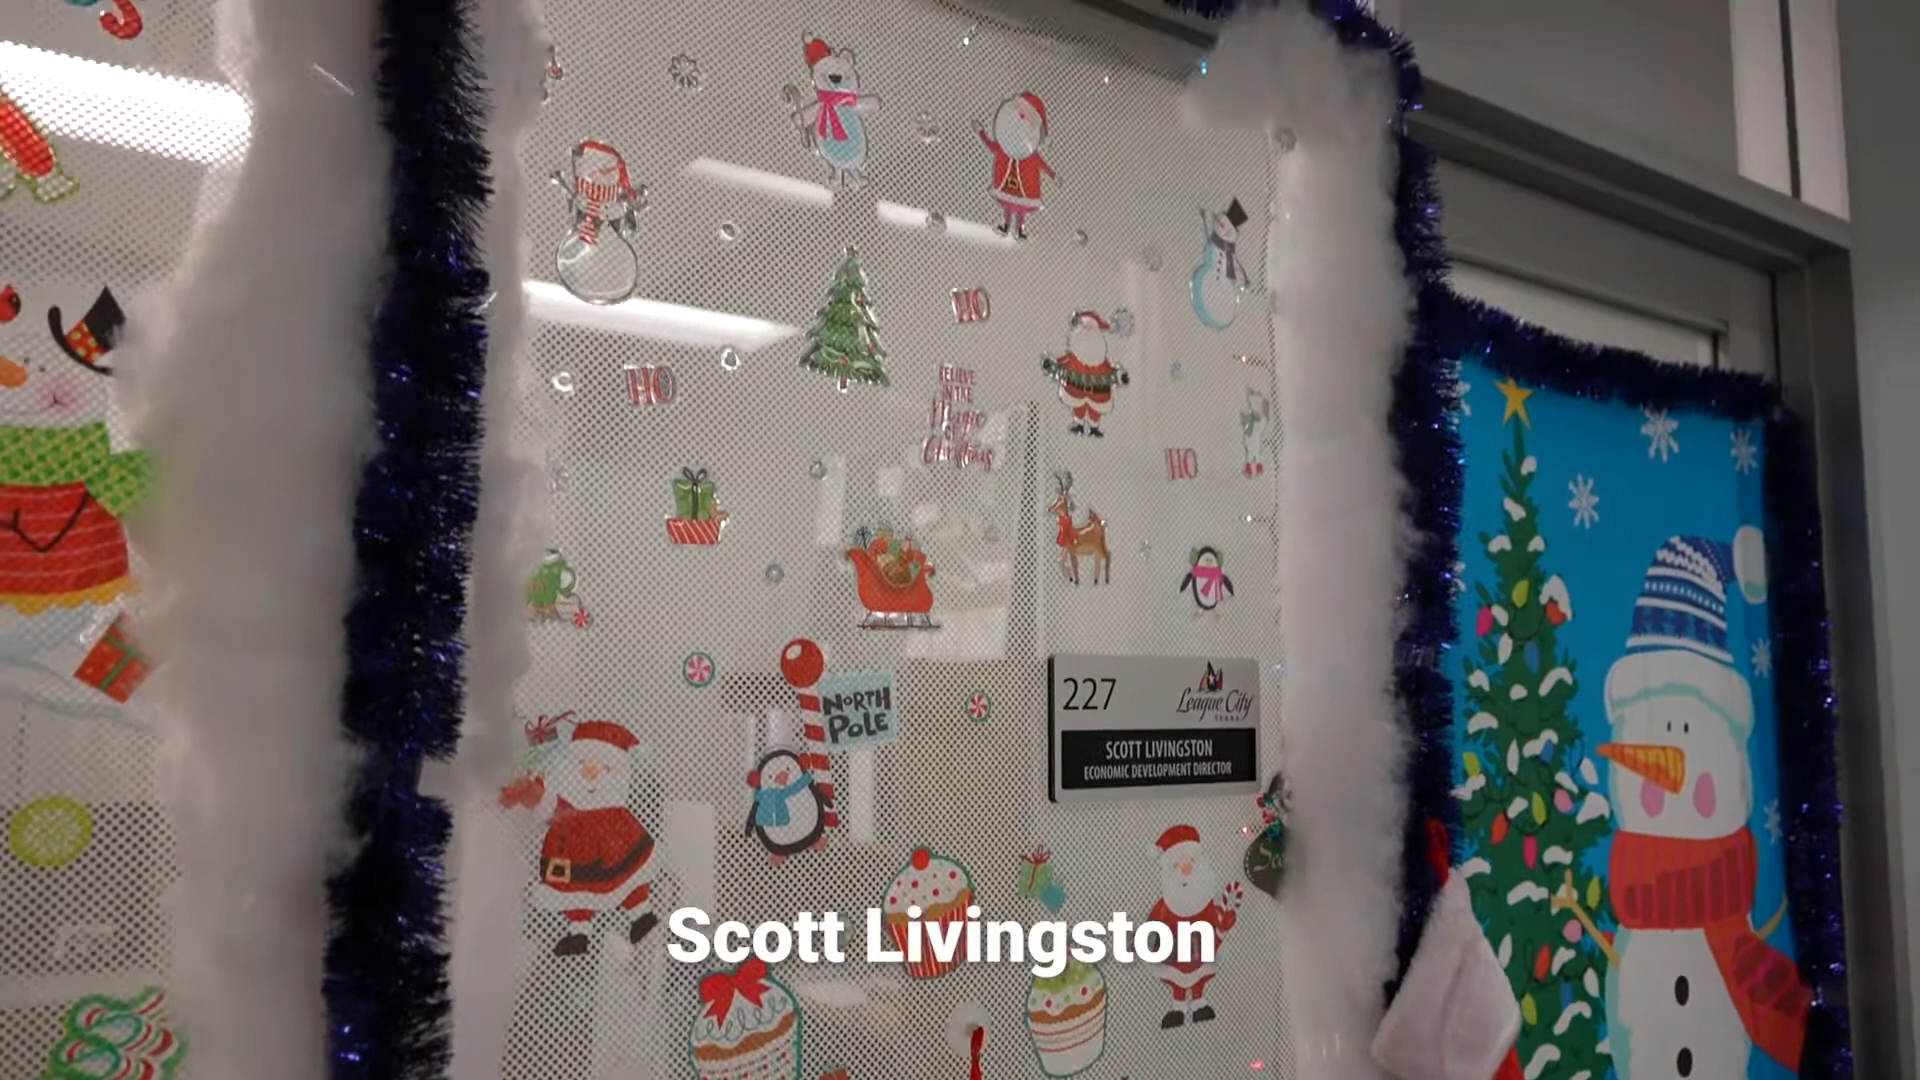 HO
HO
BELIEVE
IN THE
Magic
of
Christmas
HO
NORTH
POLE
227
League City
TEXAS
SCOTT LIVINGSTON
ECONOMIC DEVELOPMENT DIRECTOR
Scott Livingston